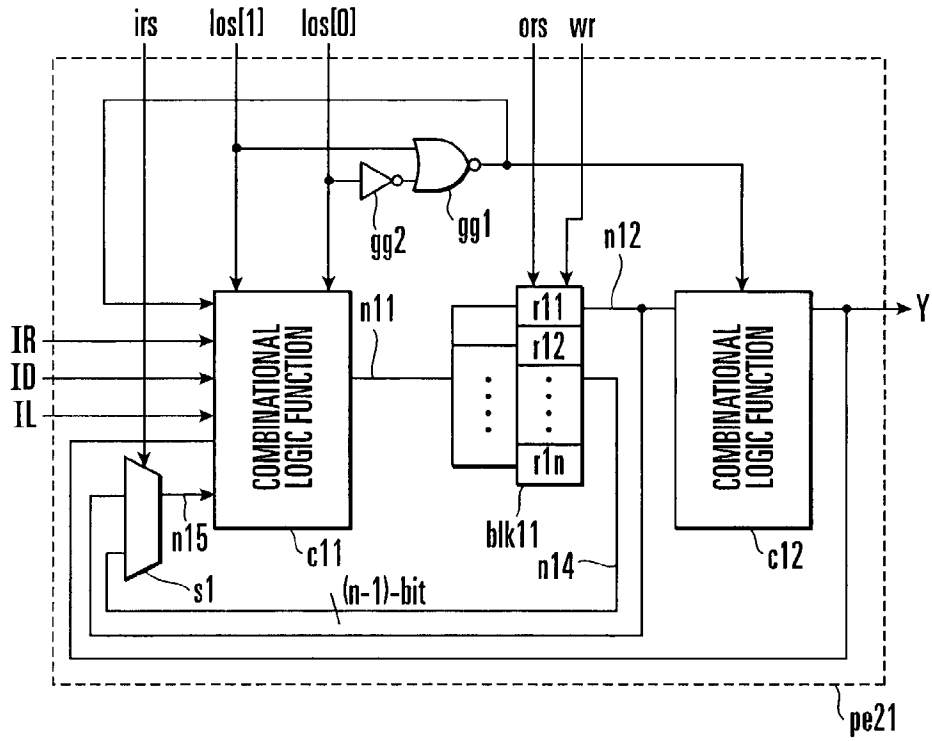 irs
los[1]
los[0]
ors
wr
gg2
gg1
n12
n11
r11
r12
r1n
Y
IR
ID
IL
COMBINATIONAL
LOGIC FUNCTION
COMBINATIONAL
LOGIC FUNCTION
n15
c11
blk11
c12
s1
n14
(n-1)-bit
pe21